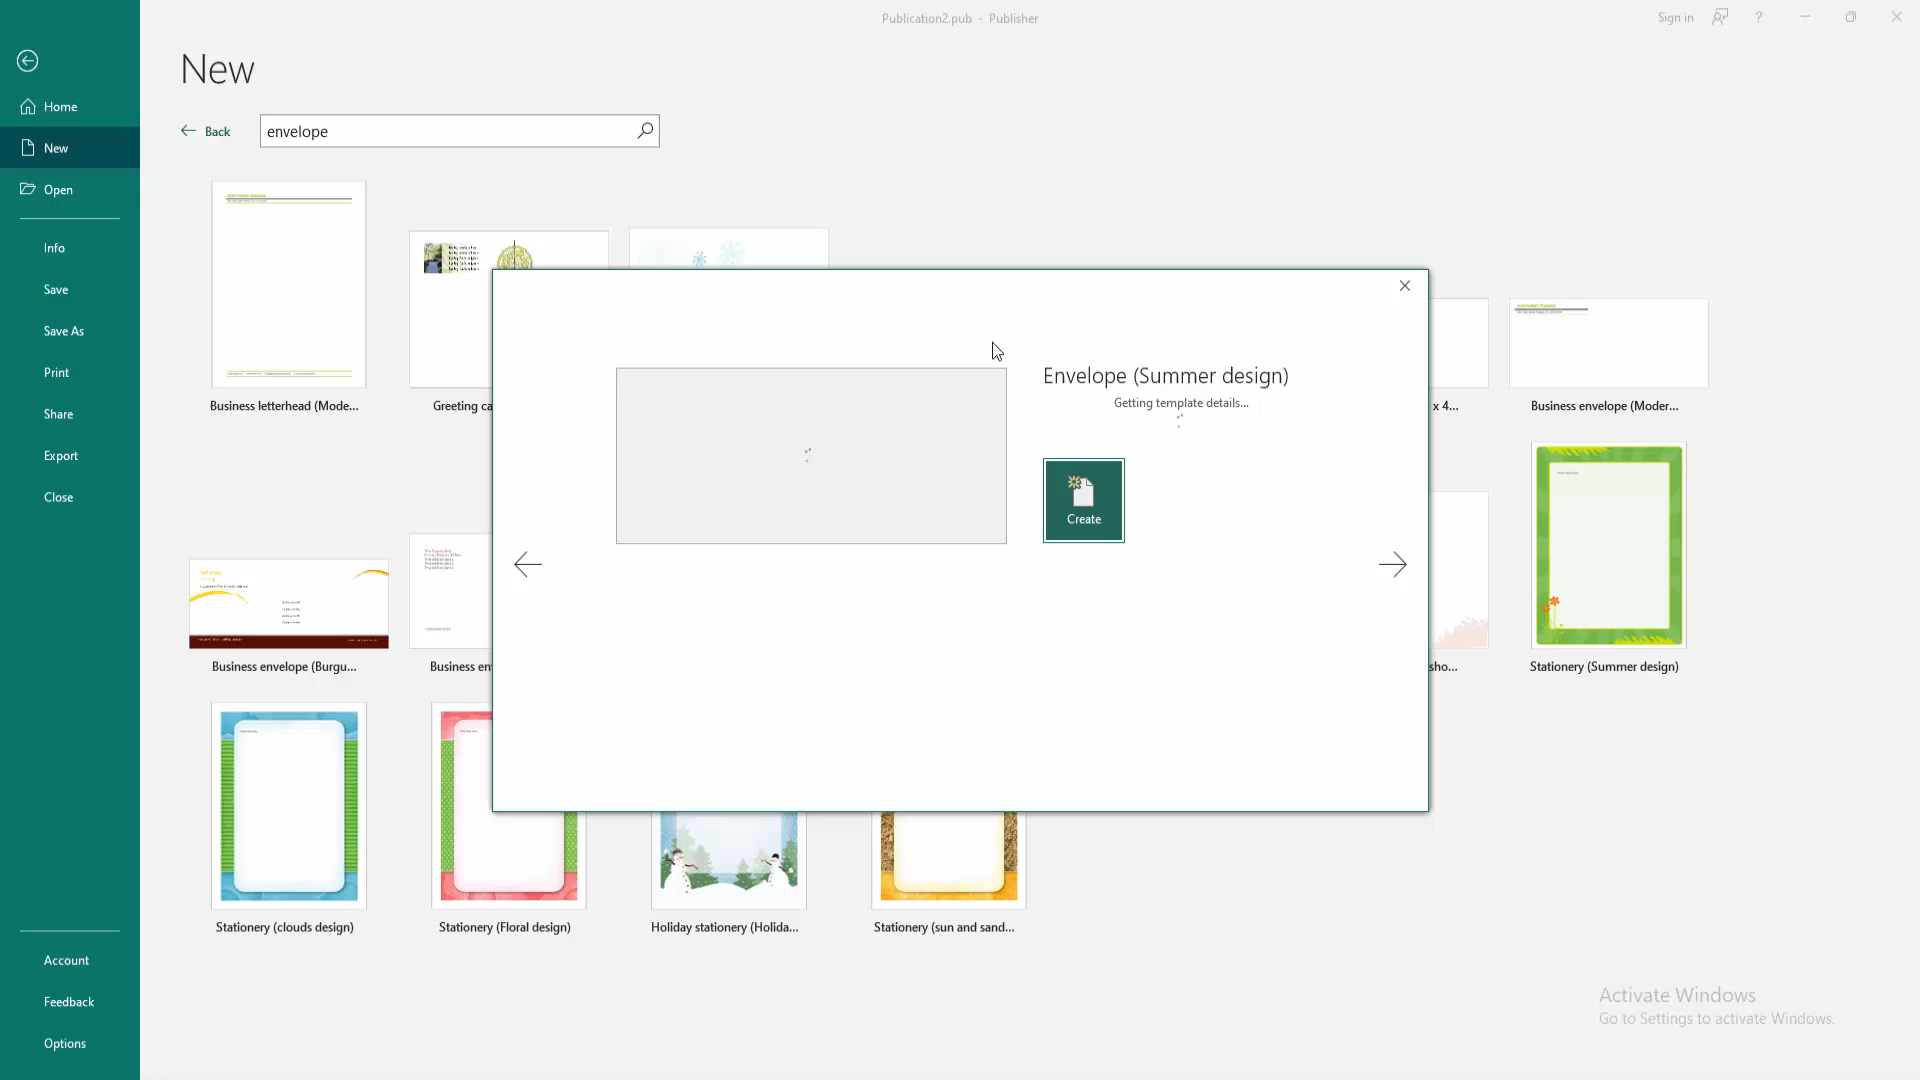 Publication2.pub - Publisher
Sign in
New
Home
New
Open
Back
envelope
Info
Save
Save As
Print
Share
Export
Close
Account
Feedback
Options
Business letterhead (Mode...
Greeting ca
x 4...
Business envelope (Moder...
Envelope (Summer design)
Getting template details...
Create
Business envelope (Burgu...
Business en
sho...
Stationery (Summer design)
Stationery (clouds design)
Stationery (Floral design)
Holiday stationery (Holida...
Stationery (sun and sand...
Activate Windows
Go to Settings to activate Windows.